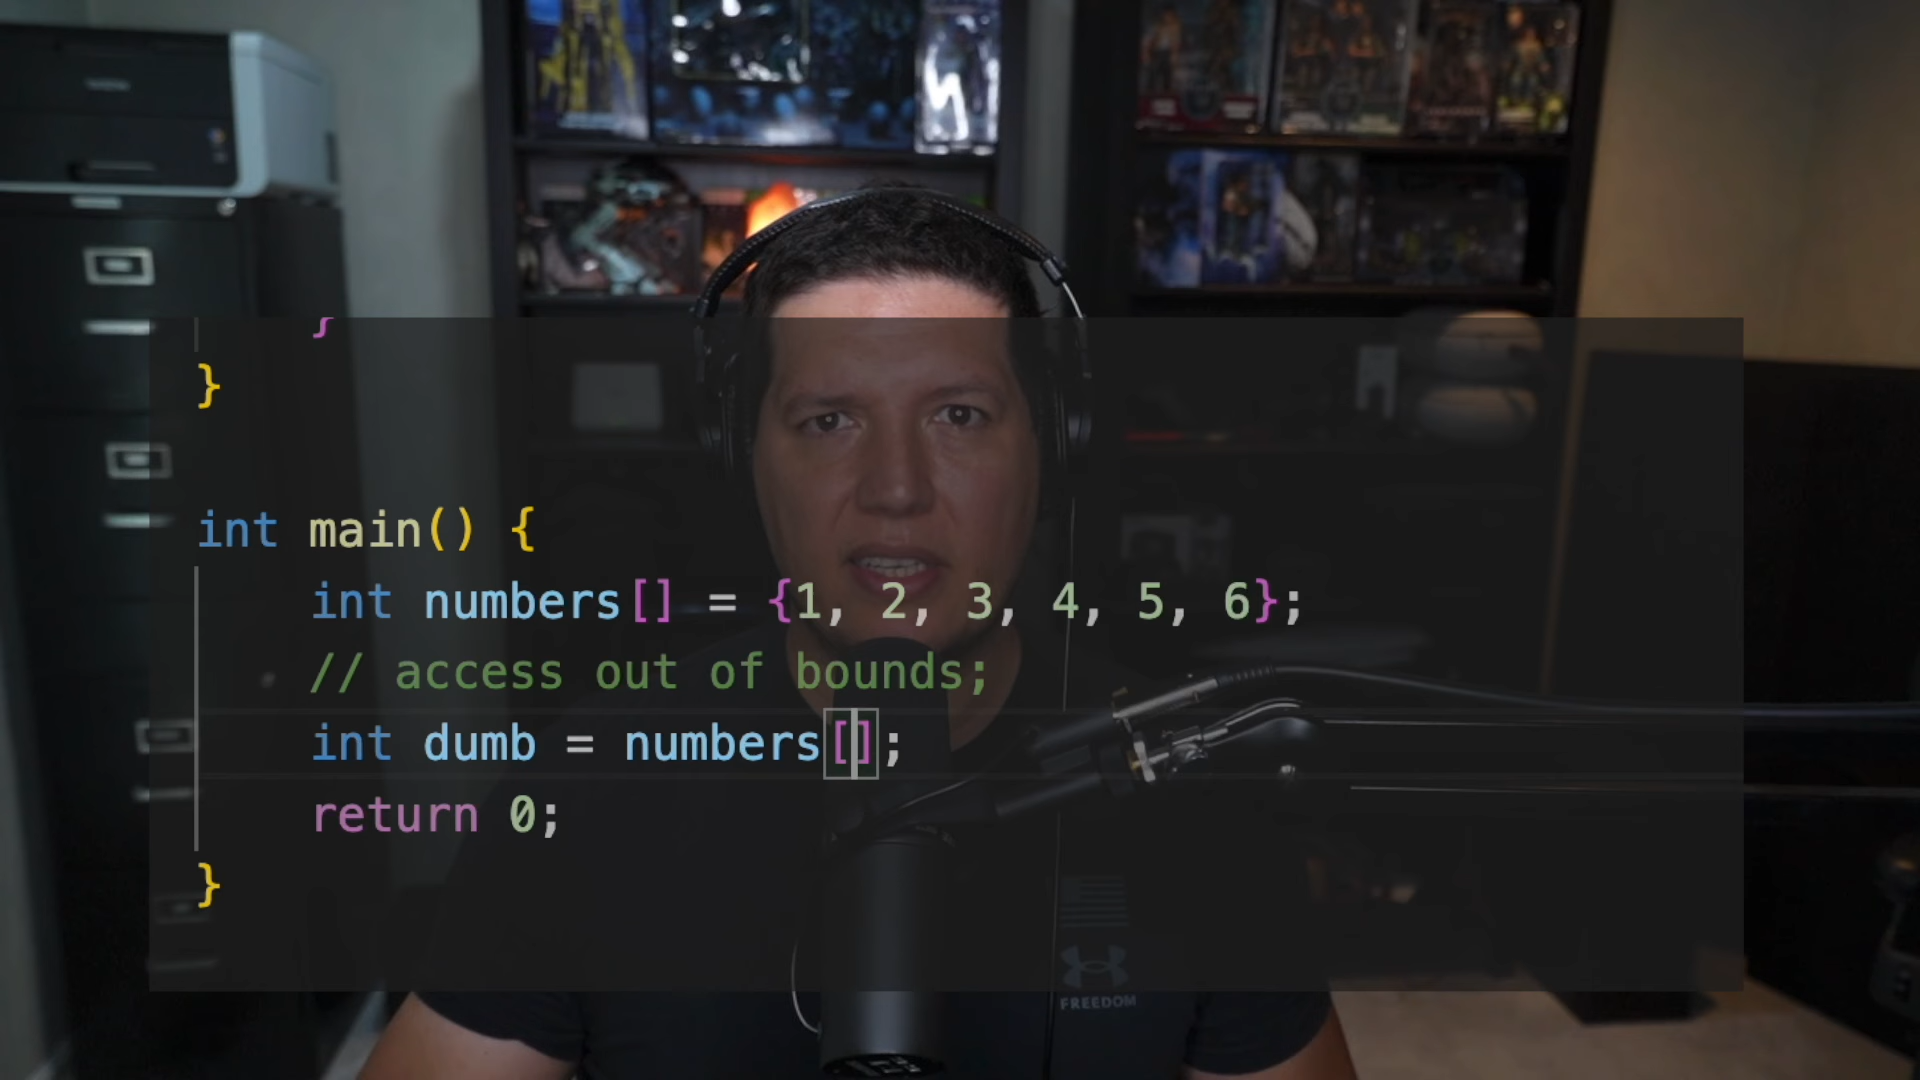 }
}
int main() {
int numbers[] = {1, 2, 3, 4, 5, 6};
// access out of bounds;
int dumb = numbers[];
return 0;
}
FREEDOM